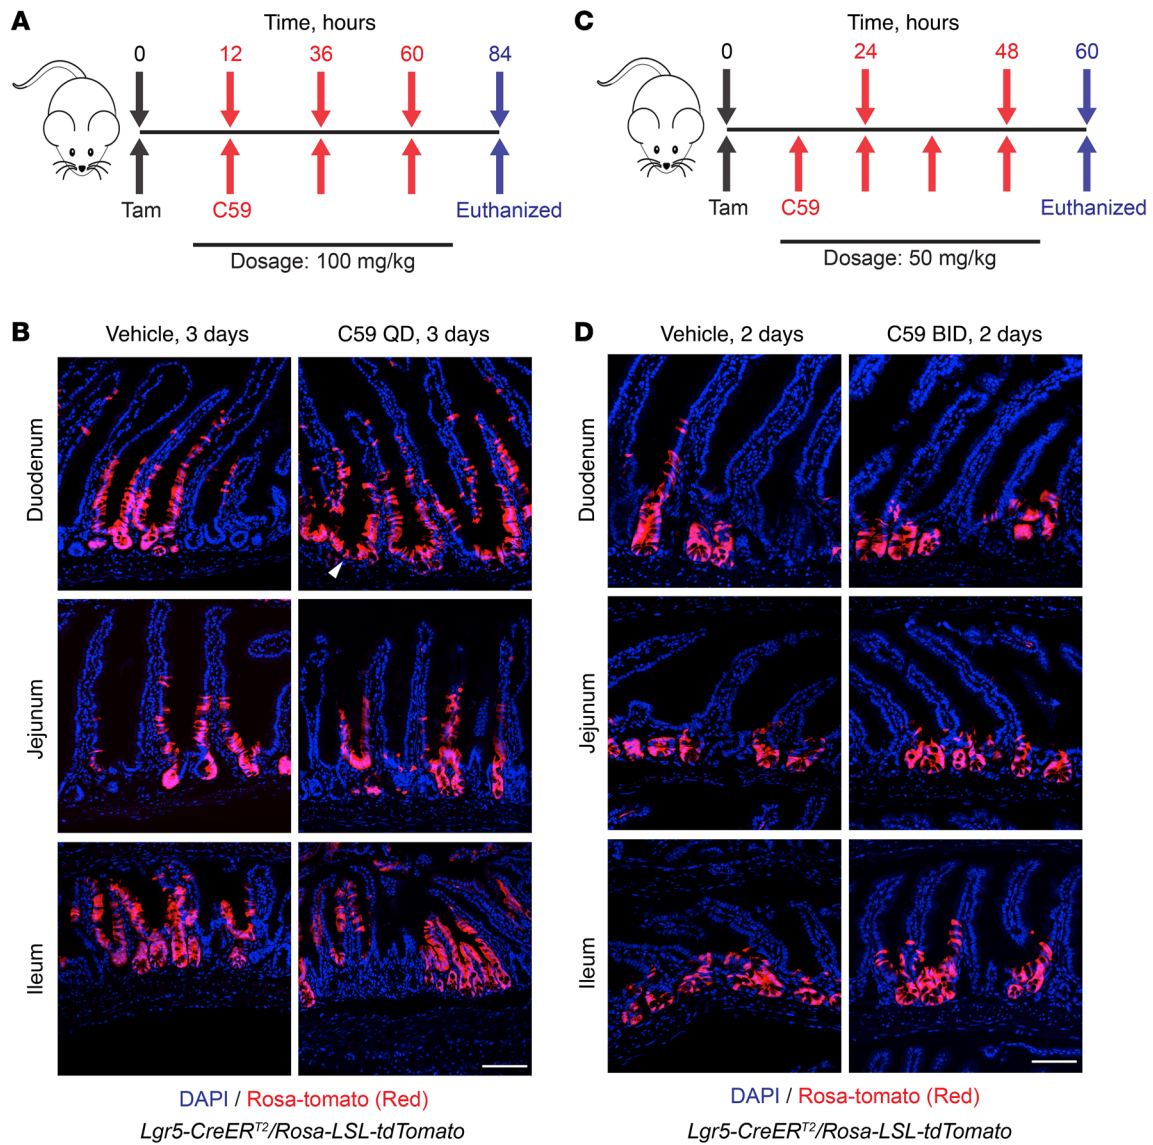 A
Time, hours
0 12 36 60 84
Tam C59 Euthanized
Dosage: 100 mg/kg
C
Time, hours
0 24 48 60
Tam C59 Euthanized
Dosage: 50 mg/kg
B
Vehicle, 3 days C59 QD, 3 days
Duodenum
Jejunum
Ileum
DAPI / Rosa-tomato (Red)
Lgr5-CreERT2/Rosa-LSL-tdTomato
D
Vehicle, 2 days C59 BID, 2 days
Duodenum
Jejunum
Ileum
DAPI / Rosa-tomato (Red)
Lgr5-CreERT2/Rosa-LSL-tdTomato